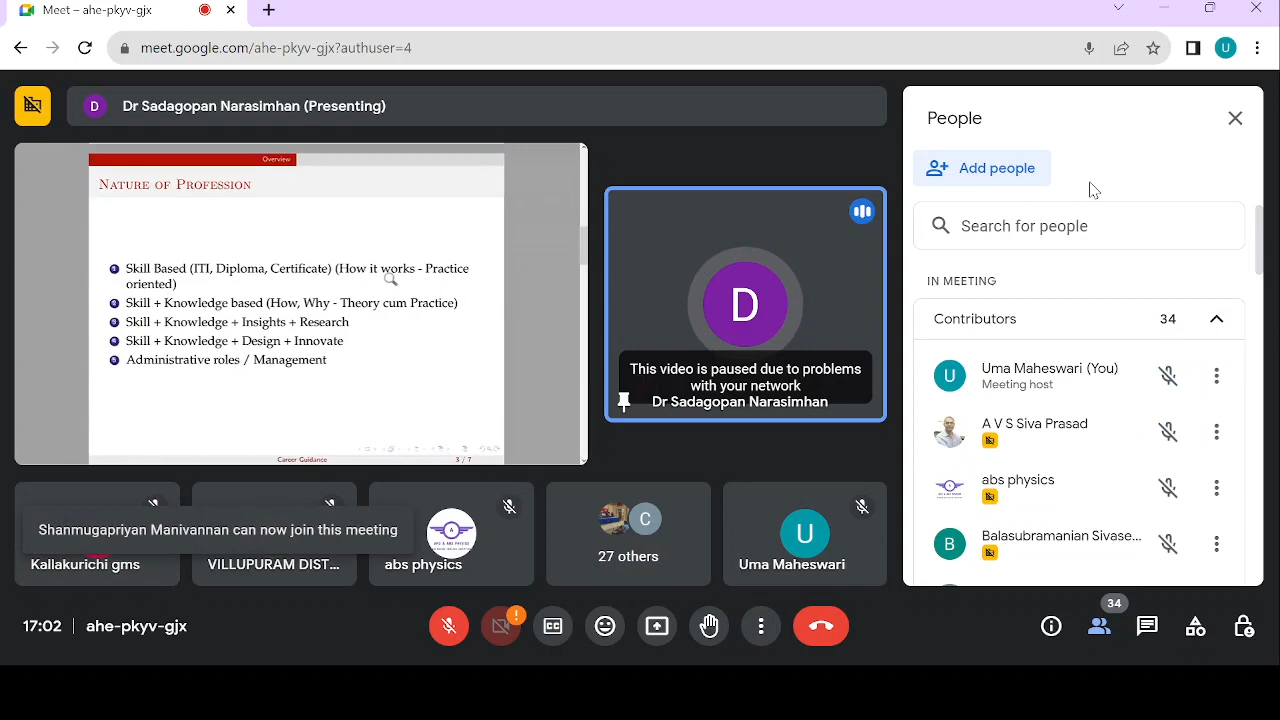 Meet – ahe-pkyv-gjx
meet.google.com/ahe-pkyv-gjx?authuser=4
U
D
Dr Sadagopan Narasimhan (Presenting)
Overview
Nature of Profession
1 Skill Based (ITI, Diploma, Certificate) (How it works - Practice
oriented)
2 Skill + Knowledge based (How, Why - Theory cum Practice)
3 Skill + Knowledge + Insights + Research
4 Skill + Knowledge + Design + Innovate
5 Administrative roles / Management
Career Guidance
3 / 7
D
This video is paused due to problems
with your network
Dr Sadagopan Narasimhan
Shanmugapriyan Manivannan can now join this meeting
Kallakurichi gms
VILLUPURAM DIST...
abs physics
C
27 others
U
Uma Maheswari
People
Add people
Search for people
IN MEETING
Contributors
34
U
Uma Maheswari (You)
Meeting host
A V S Siva Prasad
abs physics
B
Balasubramanian Sivase...
17:02
ahe-pkyv-gjx
34